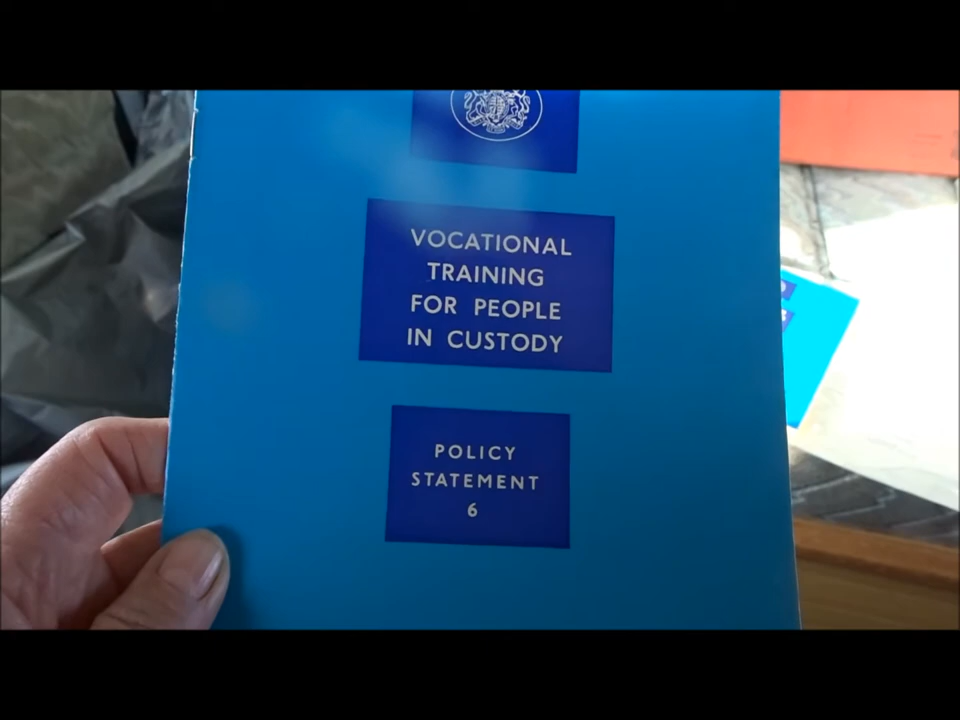 VOCATIONAL
TRAINING
FOR PEOPLE
IN CUSTODY
POLICY
STATEMENT
6